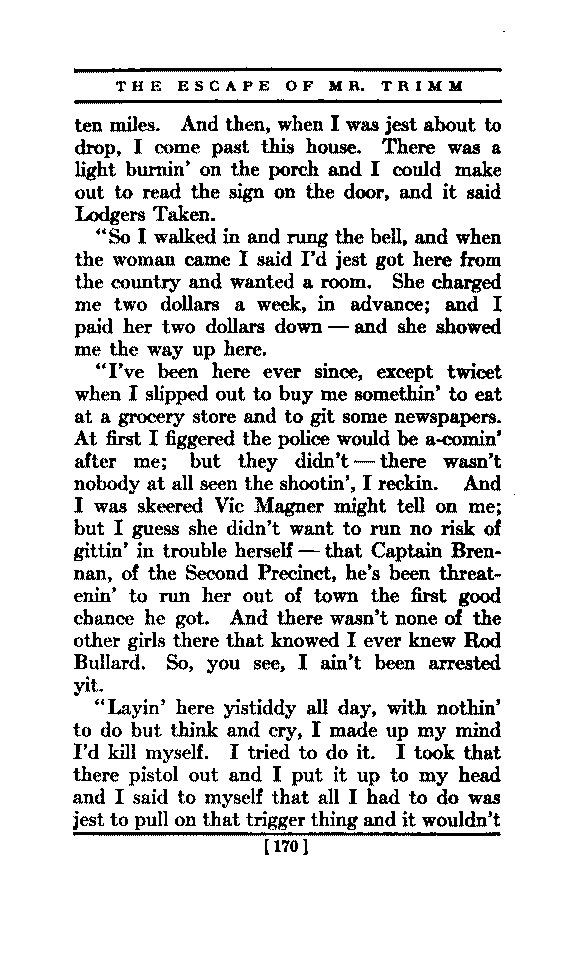 THE ESCAPE OF MR. TRIMM
ten miles. And then, when I was jest about to
drop, I come past this house. There was a
light burnin' on the porch and I could make
out to read the sign on the door, and it said
Lodgers Taken.
"So I walked in and rung the bell, and when
the woman came I said I'd jest got here from
the country and wanted a room. She charged
me two dollars a week, in advance; and I
paid her two dollars down — and she showed
me the way up here.
"I've been here ever since, except twicet
when I slipped out to buy me somethin' to eat
at a grocery store and to git some newspapers.
At first I figgered the police would be a-comin'
after me; but they didn't — there wasn't
nobody at all seen the shootin', I reckin. And
I was skeered Vic Magner might tell on me;
but I guess she didn't want to run no risk of
gittin' in trouble herself — that Captain Bren-
nan, of the Second Precinct, he's been threat-
enin' to run her out of town the first good
chance he got. And there wasn't none of the
other girls there that knowed I ever knew Rod
Bullard. So, you see, I ain't been arrested
yit.
"Layin' here yistiddy all day, with nothin'
to do but think and cry, I made up my mind
I'd kill myself. I tried to do it. I took that
there pistol out and I put it up to my head
and I said to myself that all I had to do was
jest to pull on that trigger thing and it wouldn't
[170]